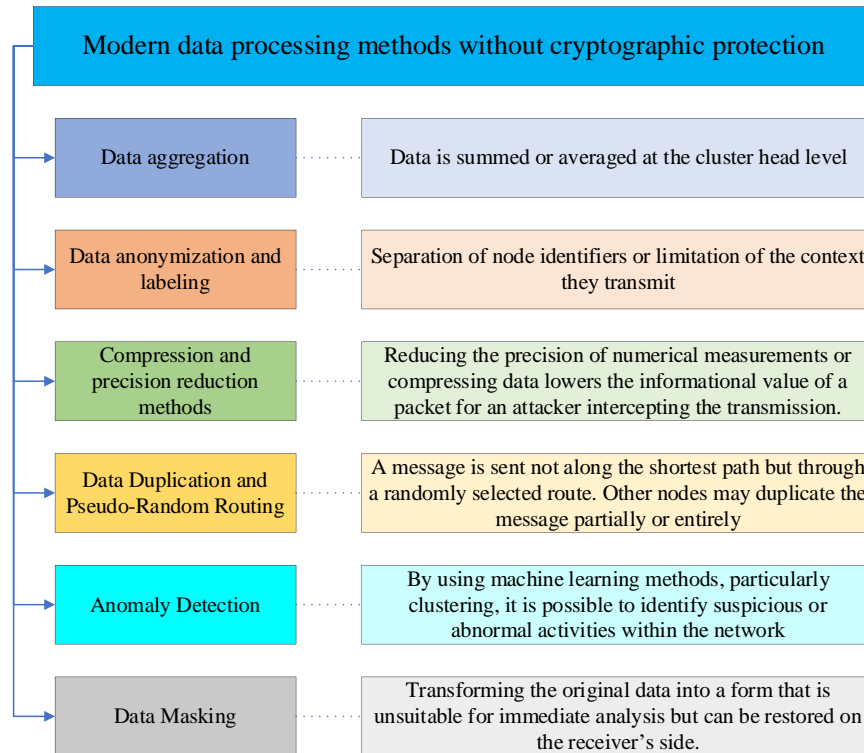 Modern data processing methods without cryptographic protection
Data aggregation
Data is summed or averaged at the cluster head level
Data anonymization and
labeling
Separation of node identifiers or limitation of the context
they transmit
Compression and
precision reduction
methods
Reducing the precision of numerical measurements or
compressing data lowers the informational value of a
packet for an attacker intercepting the transmission.
Data Duplication and
Pseudo-Random Routing
A message is sent not along the shortest path but through
a randomly selected route. Other nodes may duplicate the
message partially or entirely
Anomaly Detection
By using machine learning methods, particularly
clustering, it is possible to identify suspicious or
abnormal activities within the network
Data Masking
Transforming the original data into a form that is
unsuitable for immediate analysis but can be restored on
the receiver's side.